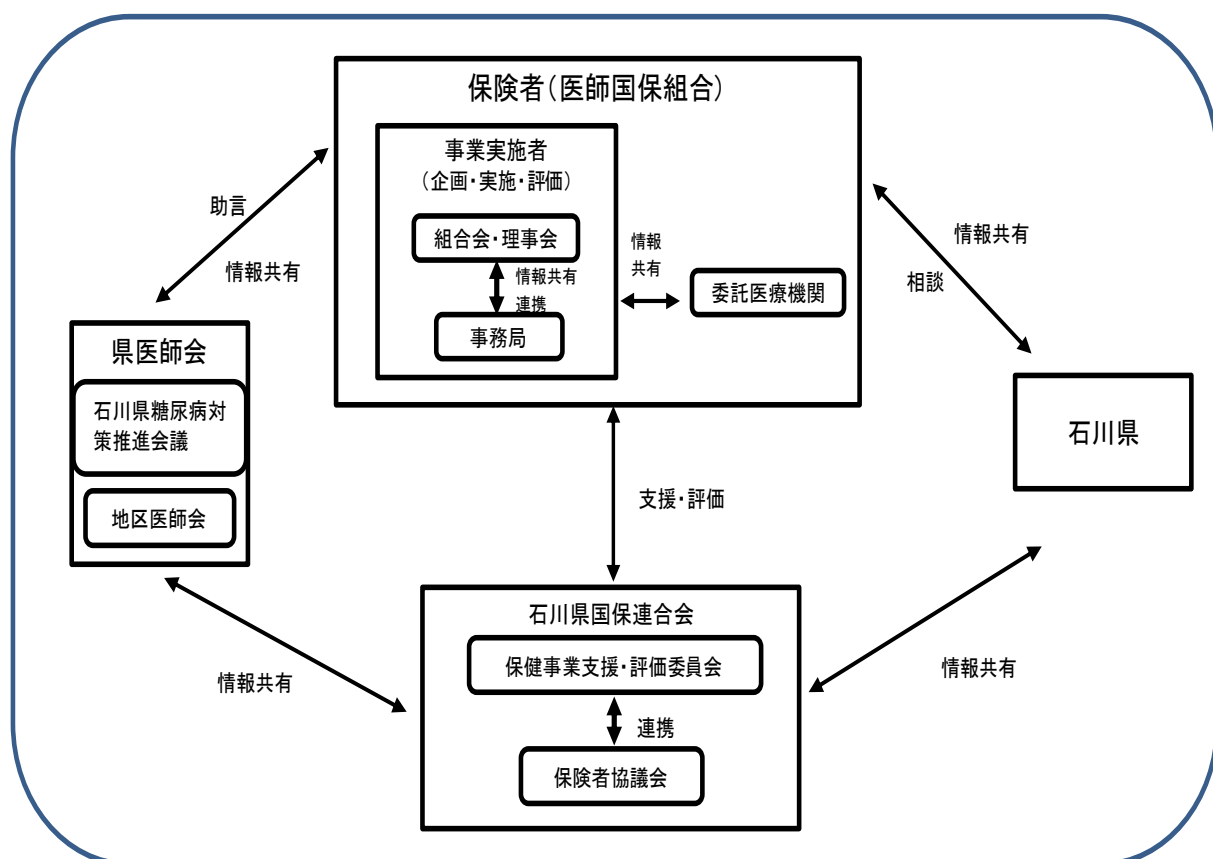 保険者(医師国保組合)
事業実施者
(企画・実施・評価)
組合会・理事会
情報共有
連携
事務局
情報
共有
委託医療機関
助言
情報共有
情報共有
相談
県医師会
石川県糖尿病対
策推進会議
地区医師会
石川県
支援・評価
石川県国保連合会
保健事業支援・評価委員会
連携
保険者協議会
情報共有
情報共有